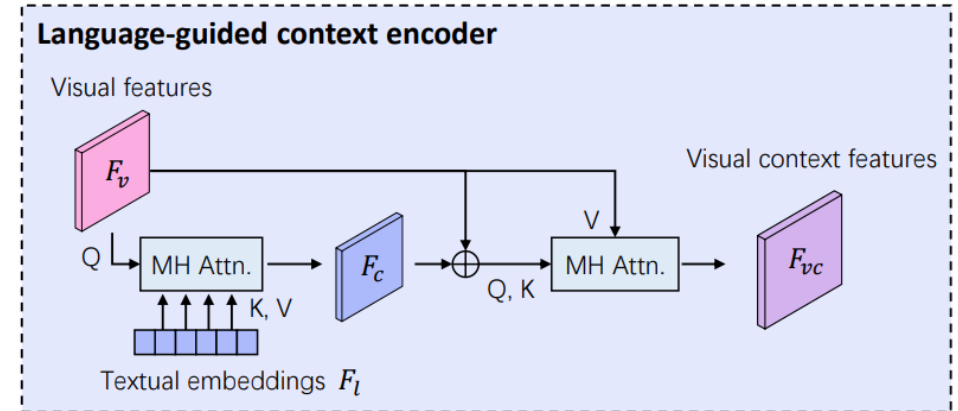 Language-guided context encoder
Visual features
F_v
Visual context features
Q
MH Attn.
K, V
F_c
Q, K
V
MH Attn.
F_vc
Textual embeddings F_l